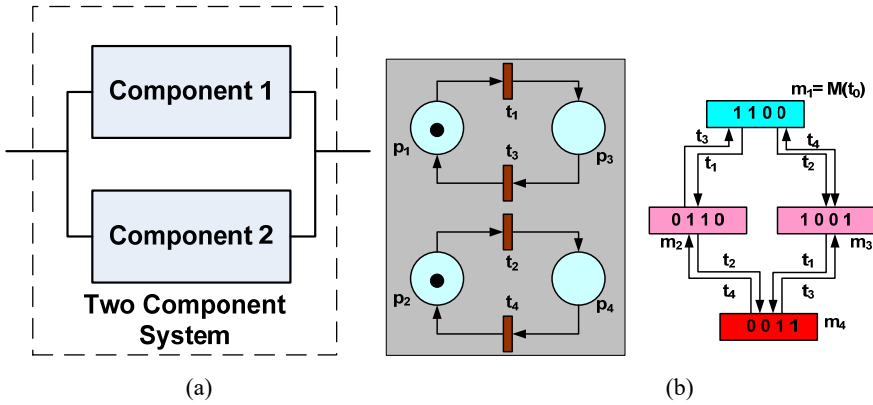 Component 1
Component 2
Two Component
System
(a)
t1
p1
p3
t3
t2
p2
p4
t4
m1= M(t0)
1 1 0 0
t3
t1
t4
t2
0 1 1 0
m2
1 0 0 1
m3
t2
t4
t1
t3
0 0 1 1
m4
(b)